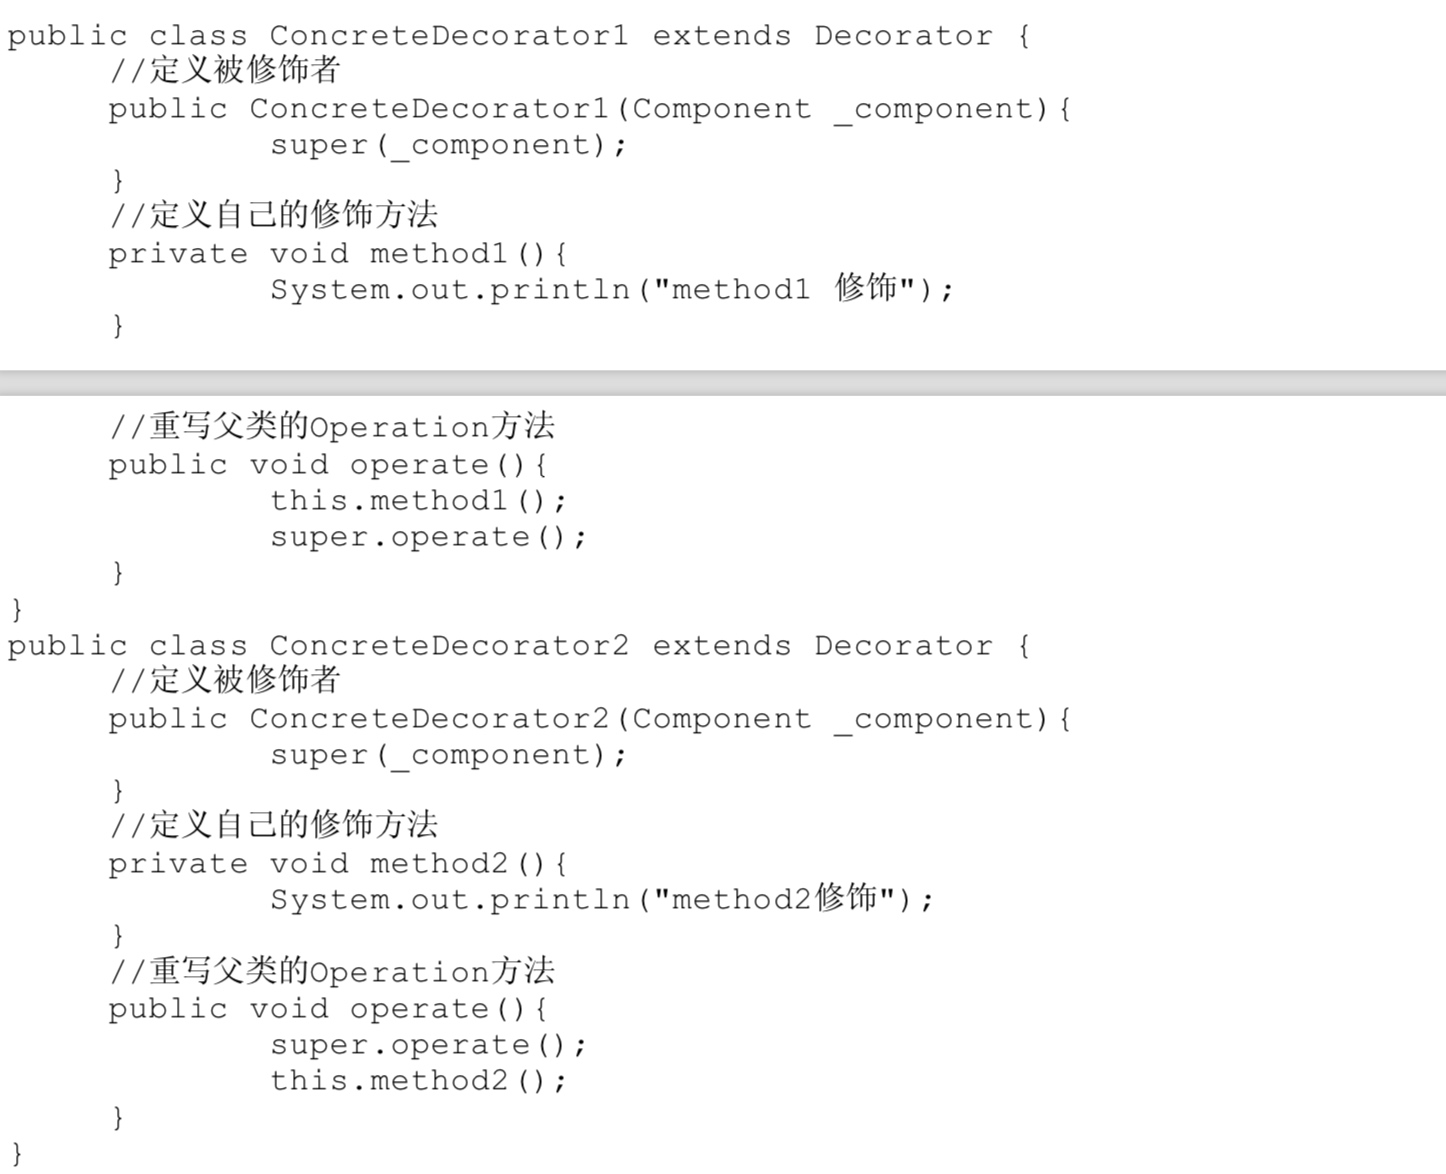 public class ConcreteDecorator1 extends Decorator {
//定义被修饰者
public ConcreteDecorator1(Component _component){
super(_component);
}
//定义自己的修饰方法
private void method1(){
System.out.println("method1 修饰");
}
//重写父类的Operation方法
public void operate(){
this.method1();
super.operate();
}
}
public class ConcreteDecorator2 extends Decorator {
//定义被修饰者
public ConcreteDecorator2(Component _component){
super(_component);
}
//定义自己的修饰方法
private void method2(){
System.out.println("method2修饰");
}
//重写父类的Operation方法
public void operate(){
super.operate();
this.method2();
}
}